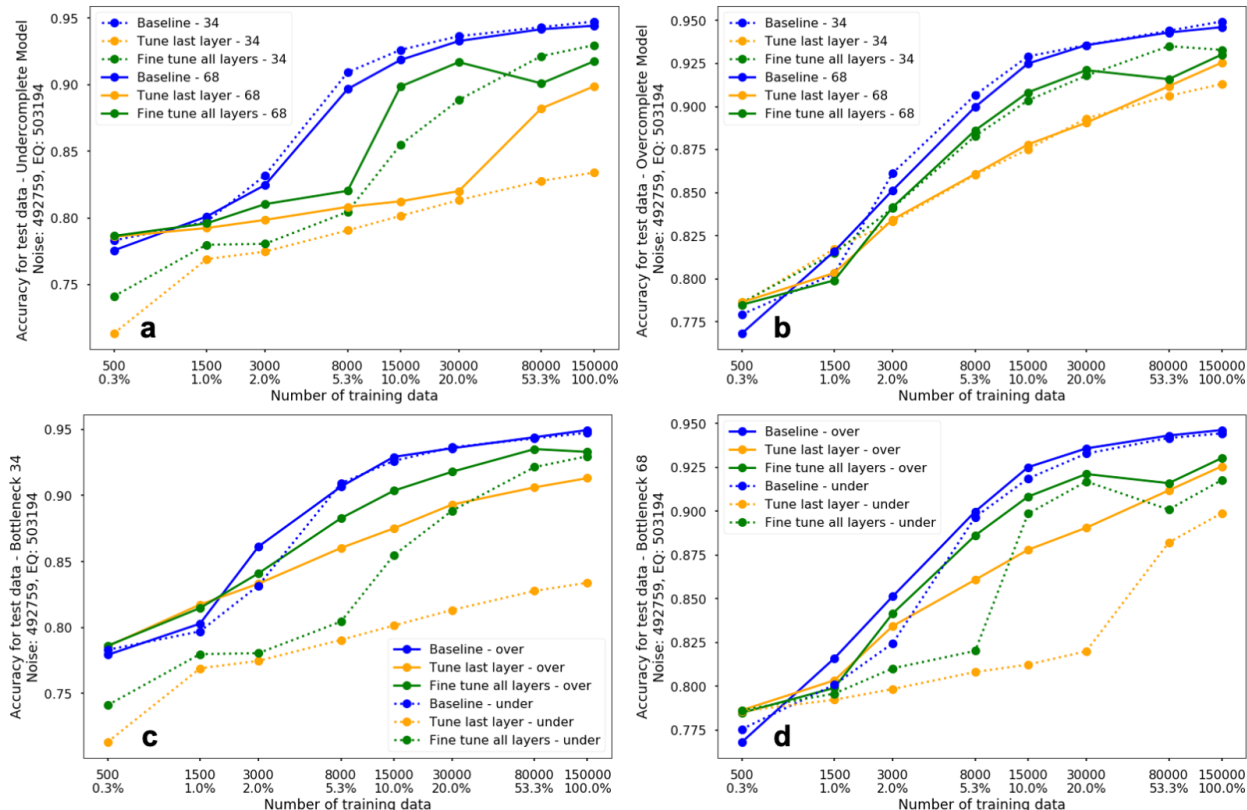 Accuracy for test data - Undercomplete Model
Noise: 492759, EQ: 503194
0.95
0.90
0.85
0.80
0.75
Baseline - 34
Tune last layer - 34
Fine tune all layers - 34
Baseline - 68
Tune last layer - 68
Fine tune all layers - 68
a
500 1500 3000 8000 15000 30000 80000 150000
0.3% 1.0% 2.0% 5.3% 10.0% 20.0% 53.3% 100.0%
Number of training data
Accuracy for test data - Overcomplete Model
Noise: 492759, EQ: 503194
0.950
0.925
0.900
0.875
0.850
0.825
0.800
0.775
Baseline - 34
Tune last layer - 34
Fine tune all layers - 34
Baseline - 68
Tune last layer - 68
Fine tune all layers - 68
b
500 1500 3000 8000 15000 30000 80000 150000
0.3% 1.0% 2.0% 5.3% 10.0% 20.0% 53.3% 100.0%
Number of training data
Accuracy for test data - Bottleneck 34
Noise: 492759, EQ: 503194
0.95
0.90
0.85
0.80
0.75
Baseline - over
Tune last layer - over
Fine tune all layers - over
Baseline - under
Tune last layer - under
Fine tune all layers - under
c
500 1500 3000 8000 15000 30000 80000 150000
0.3% 1.0% 2.0% 5.3% 10.0% 20.0% 53.3% 100.0%
Number of training data
Accuracy for test data - Bottleneck 68
Noise: 492759, EQ: 503194
0.950
0.925
0.900
0.875
0.850
0.825
0.800
0.775
Baseline - over
Tune last layer - over
Fine tune all layers - over
Baseline - under
Tune last layer - under
Fine tune all layers - under
d
500 1500 3000 8000 15000 30000 80000 150000
0.3% 1.0% 2.0% 5.3% 10.0% 20.0% 53.3% 100.0%
Number of training data